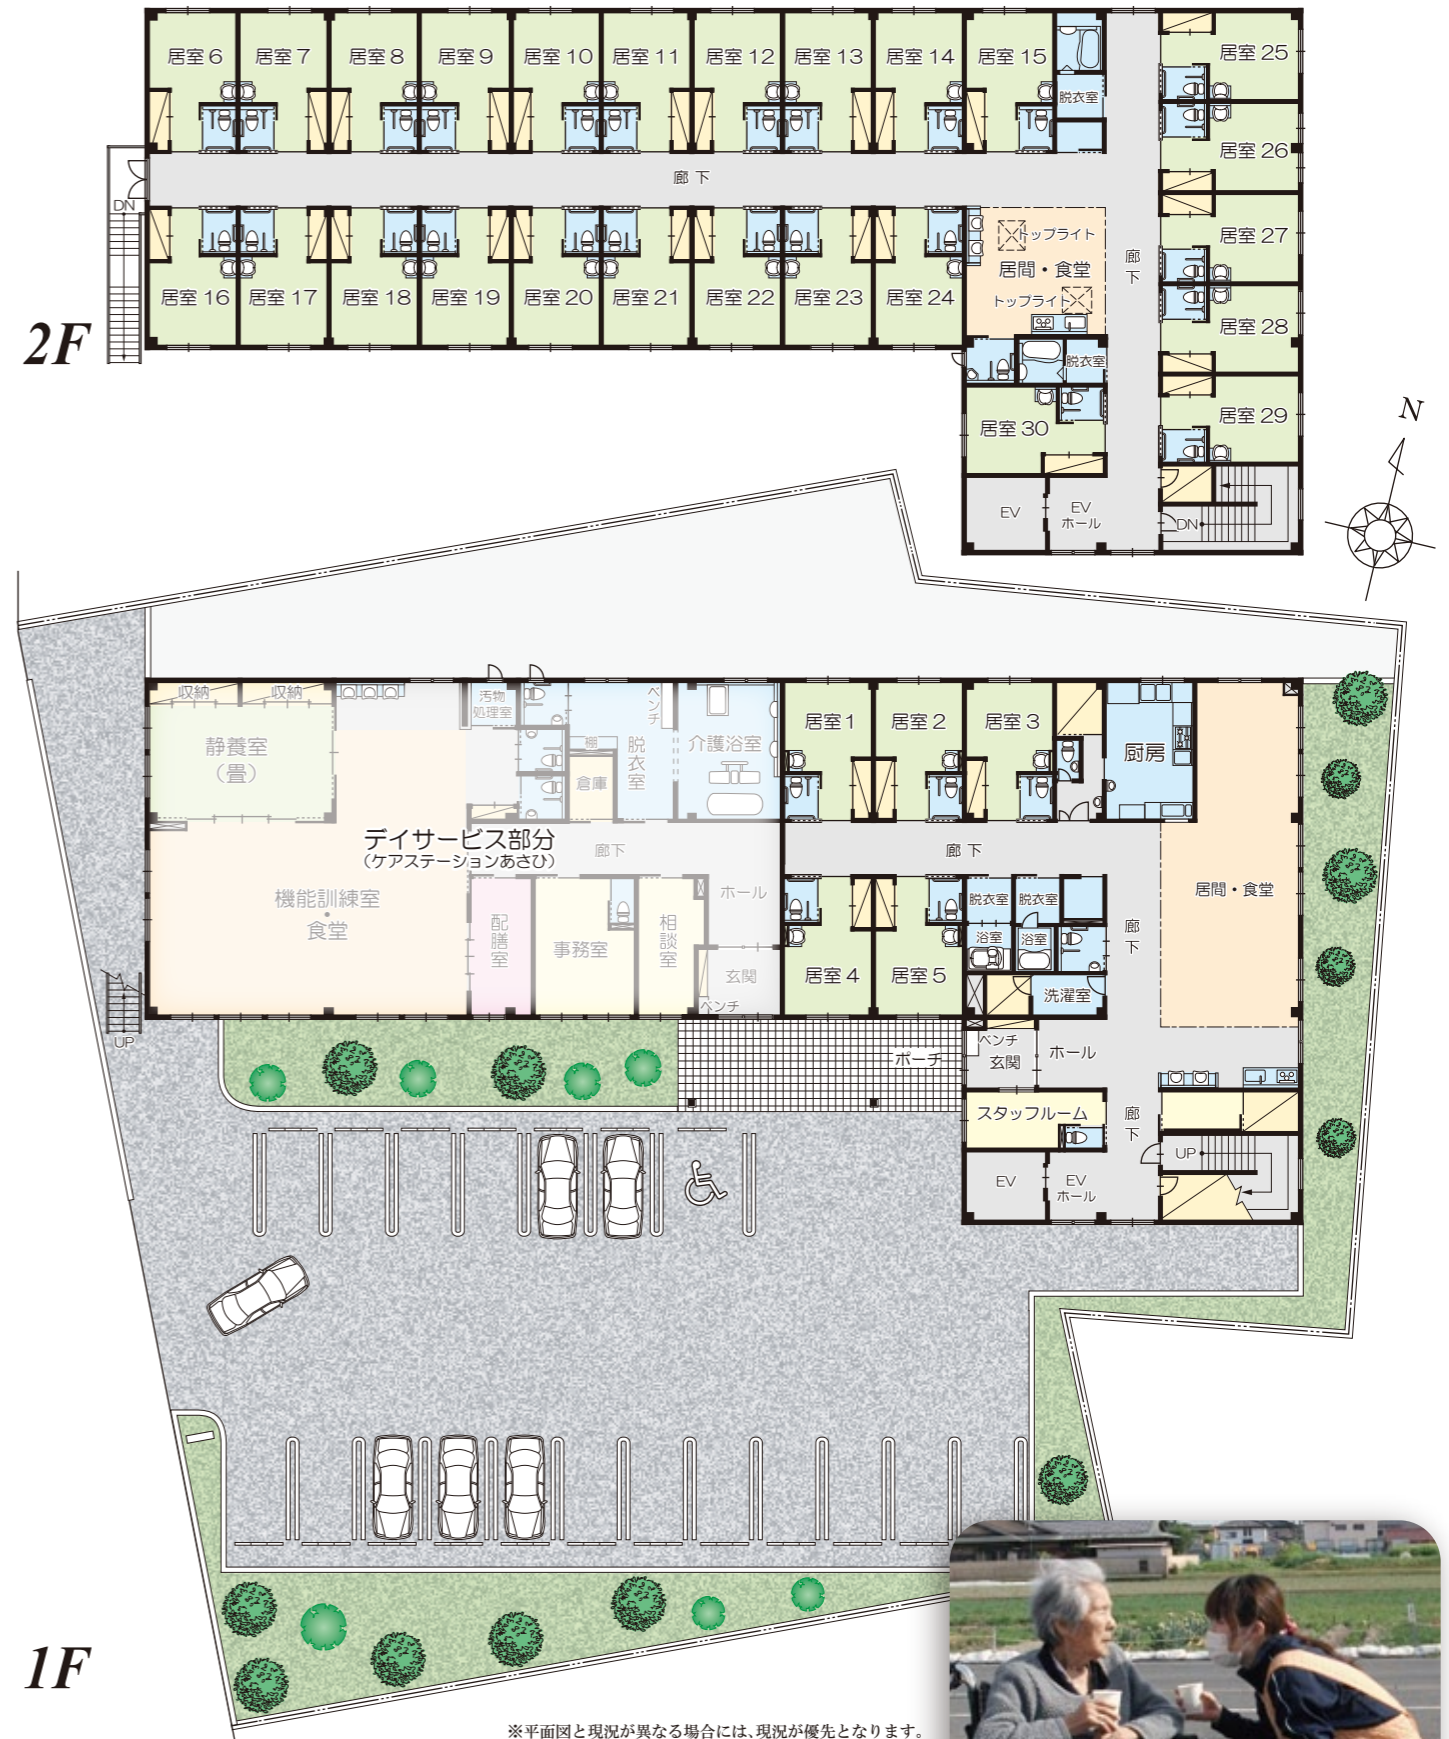 居室6
居室7
居室8
居室9
居室10
居室11
居室12
居室13
居室14
居室15
脱衣室
居室25
居室26
廊下
DN
居室16
居室17
居室18
居室19
居室20
居室21
居室22
居室23
居室24
トップライト
居間・食堂
トップライト
廊下
居室27
居室28
2F
脱衣室
居室30
居室29
EV
EV
ホール
DN
N
収納
収納
静養室
（畳）
汚物
処理室
ベンチ
棚
倉庫
脱衣室
介護浴室
居室1
居室2
居室3
厨房
デイサービス部分
（ケアステーションあさひ）
廊下
廊下
機能訓練室
・
食堂
配膳室
事務室
相談室
ホール
玄関
ベンチ
居室4
居室5
脱衣室
脱衣室
浴室
浴室
洗濯室
廊下
居間・食堂
UP
ポーチ
ベンチ
玄関
ホール
スタッフルーム
廊下
UP
EV
EV
ホール
1F
※平面図と現況が異なる場合には、現況が優先となります。